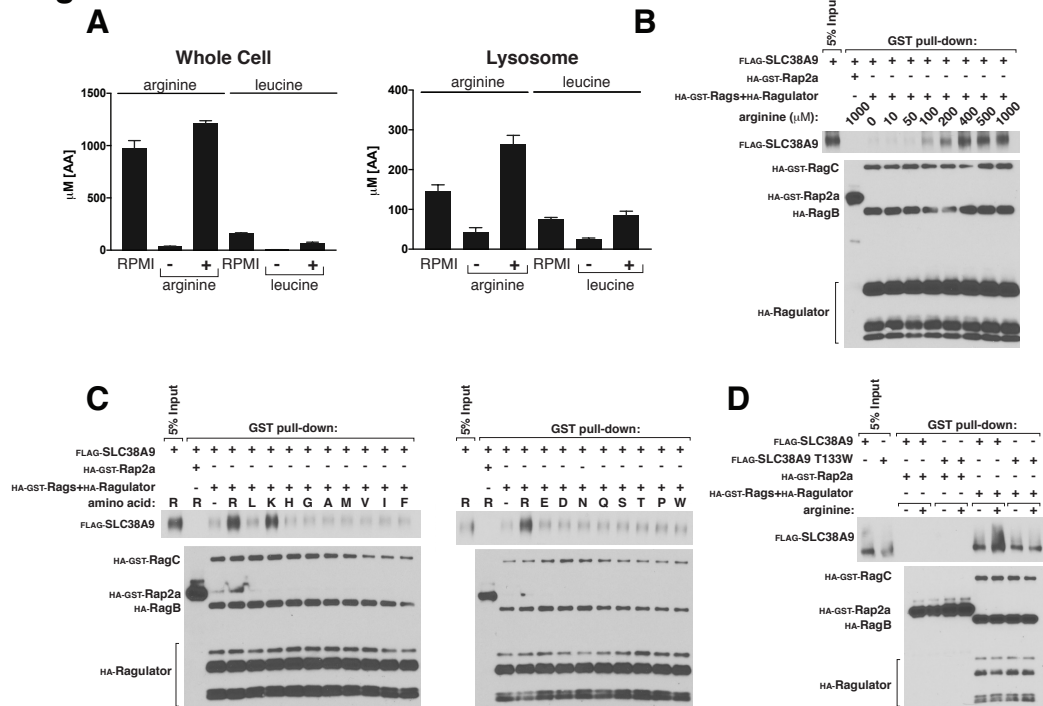 A
Whole Cell
arginine leucine
μM [AA]
1500
1000
500
0
RPMI - + RPMI - +
arginine leucine
Lysosome
arginine leucine
μM [AA]
400
300
200
100
0
RPMI - + RPMI - +
arginine leucine
B
5% Input
GST pull-down:
FLAG-SLC38A9 + + + + + + + + + +
HA-GST-Rap2a + - - - - - - - -
HA-GST-Rags+HA-Ragulator - + + + + + + + +
arginine (μM): 1000 0 10 50 100 200 400 500 1000
FLAG-SLC38A9
HA-GST-RagC
HA-GST-Rap2a
HA-RagB
HA-Ragulator
C
5% Input
GST pull-down:
FLAG-SLC38A9 + + + + + + + + + + + +
HA-GST-Rap2a + - - - - - - - - - -
HA-GST-Rags+HA-Ragulator - + + + + + + + + + +
amino acid: R R - R L K H G A M V I F
FLAG-SLC38A9
HA-GST-RagC
HA-GST-Rap2a
HA-RagB
HA-Ragulator
5% Input
GST pull-down:
+ + + + + + + + + + + +
+ - - - - - - - - - -
- + + + + + + + + + +
R R - R E D N Q S T P W
D
5% Input
GST pull-down:
FLAG-SLC38A9 + - + + - - + + - -
FLAG-SLC38A9 T133W - + - - + + - - + +
HA-GST-Rap2a + + + + - - - -
HA-GST-Rags+HA-Ragulator - - - - + + + +
arginine: - + - + - + - +
FLAG-SLC38A9
HA-GST-RagC
HA-GST-Rap2a
HA-RagB
HA-Ragulator